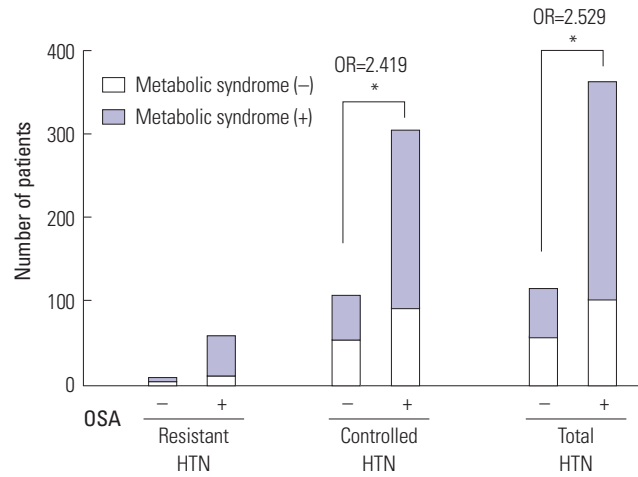 OR=2.529
*
OR=2.419
*
400
300
200
100
0
Number of patients
Metabolic syndrome (–)
Metabolic syndrome (+)
OSA – + – + – +
Resistant HTN
Controlled HTN
Total HTN